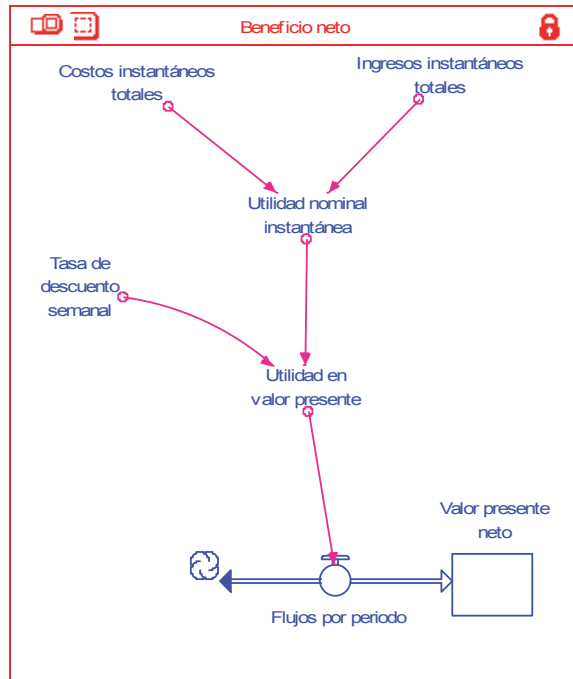 Beneficio neto
Costos instantáneos
totales
Ingresos instantáneos
totales
Utilidad nominal
instantánea
Tasa de
descuento
semanal
Utilidad en
valor presente
Valor presente
neto
Flujos por periodo